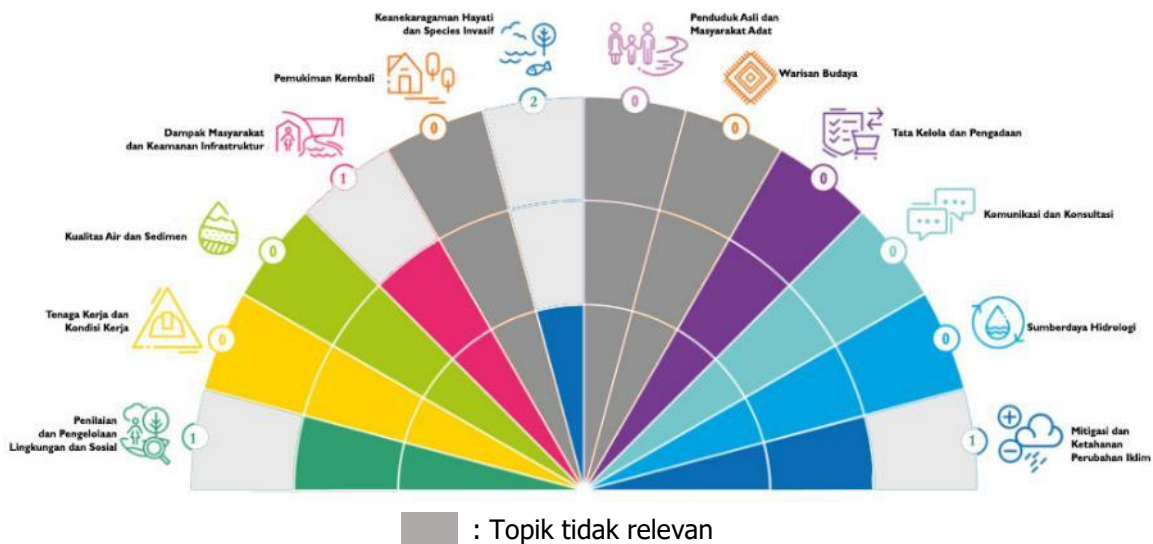 Keanekaragaman Hayati
dan Species Invasif
2
Penduduk Asli dan
Masyarakat Adat
0
Pemukiman Kembali
0
Warisan Budaya
0
Dampak Masyarakat
dan Keamanan Infrastruktur
1
Tata Kelola dan Pengadaan
0
Kualitas Air dan Sedimen
0
Komunikasi dan Konsultasi
0
Tenaga Kerja dan
Kondisi Kerja
0
Sumberdaya Hidrologi
0
Penilaian
dan Pengelolaan
Lingkungan dan Sosial
1
Mitigasi dan
Ketahanan
Perubahan Iklim
1
: Topik tidak relevan